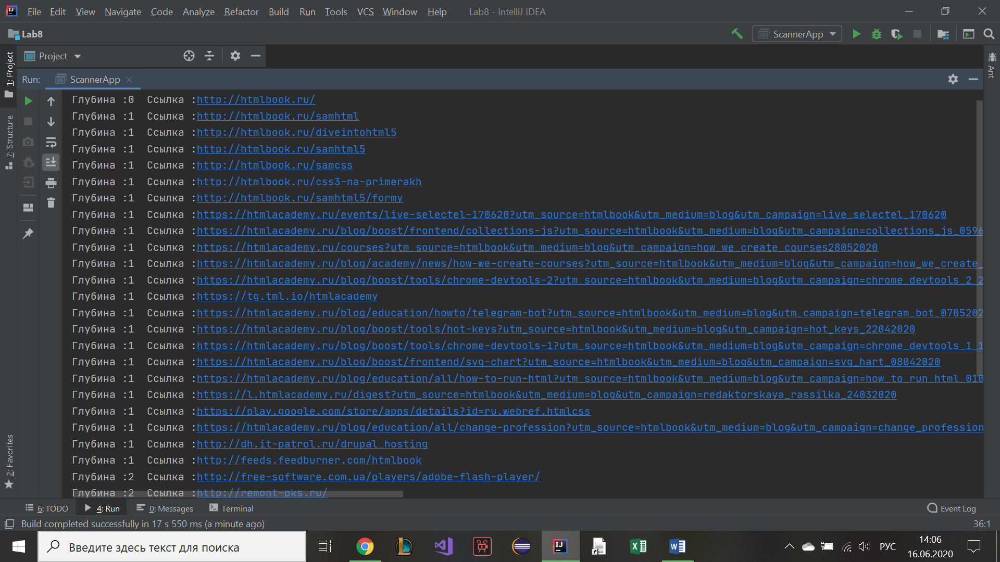 File Edit View Navigate Code Analyze Refactor Build Run Tools VCS Window Help Lab8 - IntelliJ IDEA
Lab8 ScannerApp
Project
1: Project
7: Structure
2: Favorites
Ant
Run: ScannerApp
Глубина :0 Ссылка :http://htmlbook.ru/
Глубина :1 Ссылка :http://htmlbook.ru/samhtml
Глубина :1 Ссылка :http://htmlbook.ru/diveintohtml5
Глубина :1 Ссылка :http://htmlbook.ru/samhtml5
Глубина :1 Ссылка :http://htmlbook.ru/samcss
Глубина :1 Ссылка :http://htmlbook.ru/css3-na-primerakh
Глубина :1 Ссылка :http://htmlbook.ru/samhtml5/formy
Глубина :1 Ссылка :https://htmlacademy.ru/events/live-selectel-170620?utm_source=htmlbook&utm_medium=blog&utm_campaign=live_selectel_170620
Глубина :1 Ссылка :https://htmlacademy.ru/blog/boost/frontend/collections-js?utm_source=htmlbook&utm_medium=blog&utm_campaign=collections_js_0596
Глубина :1 Ссылка :https://htmlacademy.ru/courses?utm_source=htmlbook&utm_medium=blog&utm_campaign=how_we_create_courses28052020
Глубина :1 Ссылка :https://htmlacademy.ru/blog/academy/news/how-we-create-courses?utm_source=htmlbook&utm_medium=blog&utm_campaign=how_we_create_
Глубина :1 Ссылка :https://htmlacademy.ru/blog/boost/tools/chrome-devtools-2?utm_source=htmlbook&utm_medium=blog&utm_campaign=chrome_devtools_2_2
Глубина :1 Ссылка :https://tg.tml.io/htmlacademy
Глубина :1 Ссылка :https://htmlacademy.ru/blog/education/howto/telegram-bot?utm_source=htmlbook&utm_medium=blog&utm_campaign=telegram_bot_0705202
Глубина :1 Ссылка :https://htmlacademy.ru/blog/boost/tools/hot-keys?utm_source=htmlbook&utm_medium=blog&utm_campaign=hot_keys_22042020
Глубина :1 Ссылка :https://htmlacademy.ru/blog/boost/tools/chrome-devtools-1?utm_source=htmlbook&utm_medium=blog&utm_campaign=chrome_devtools_1_1
Глубина :1 Ссылка :https://htmlacademy.ru/blog/boost/frontend/svg-chart?utm_source=htmlbook&utm_medium=blog&utm_campaign=svg_hart_08042020
Глубина :1 Ссылка :https://htmlacademy.ru/blog/education/all/how-to-run-html?utm_source=htmlbook&utm_medium=blog&utm_campaign=how_to_run_html_010
Глубина :1 Ссылка :https://l.htmlacademy.ru/digest?utm_source=htmlbook&utm_medium=blog&utm_campaign=redaktorskaya_rassilka_24032020
Глубина :1 Ссылка :https://play.google.com/store/apps/details?id=ru.webref.htmlcss
Глубина :1 Ссылка :https://htmlacademy.ru/blog/education/all/change-profession?utm_source=htmlbook&utm_medium=blog&utm_campaign=change_profession
Глубина :1 Ссылка :http://dh.it-patrol.ru/drupal_hosting
Глубина :1 Ссылка :http://feeds.feedburner.com/htmlbook
Глубина :2 Ссылка :http://free-software.com.ua/players/adobe-flash-player/
Глубина :2 Ссылка :http://remont-pks.ru/
6: TODO 4: Run 0: Messages Terminal Event Log
Build completed successfully in 17 s 550 ms (a minute ago) 36:1
Введите здесь текст для поиска
РУС
14:06
16.06.2020